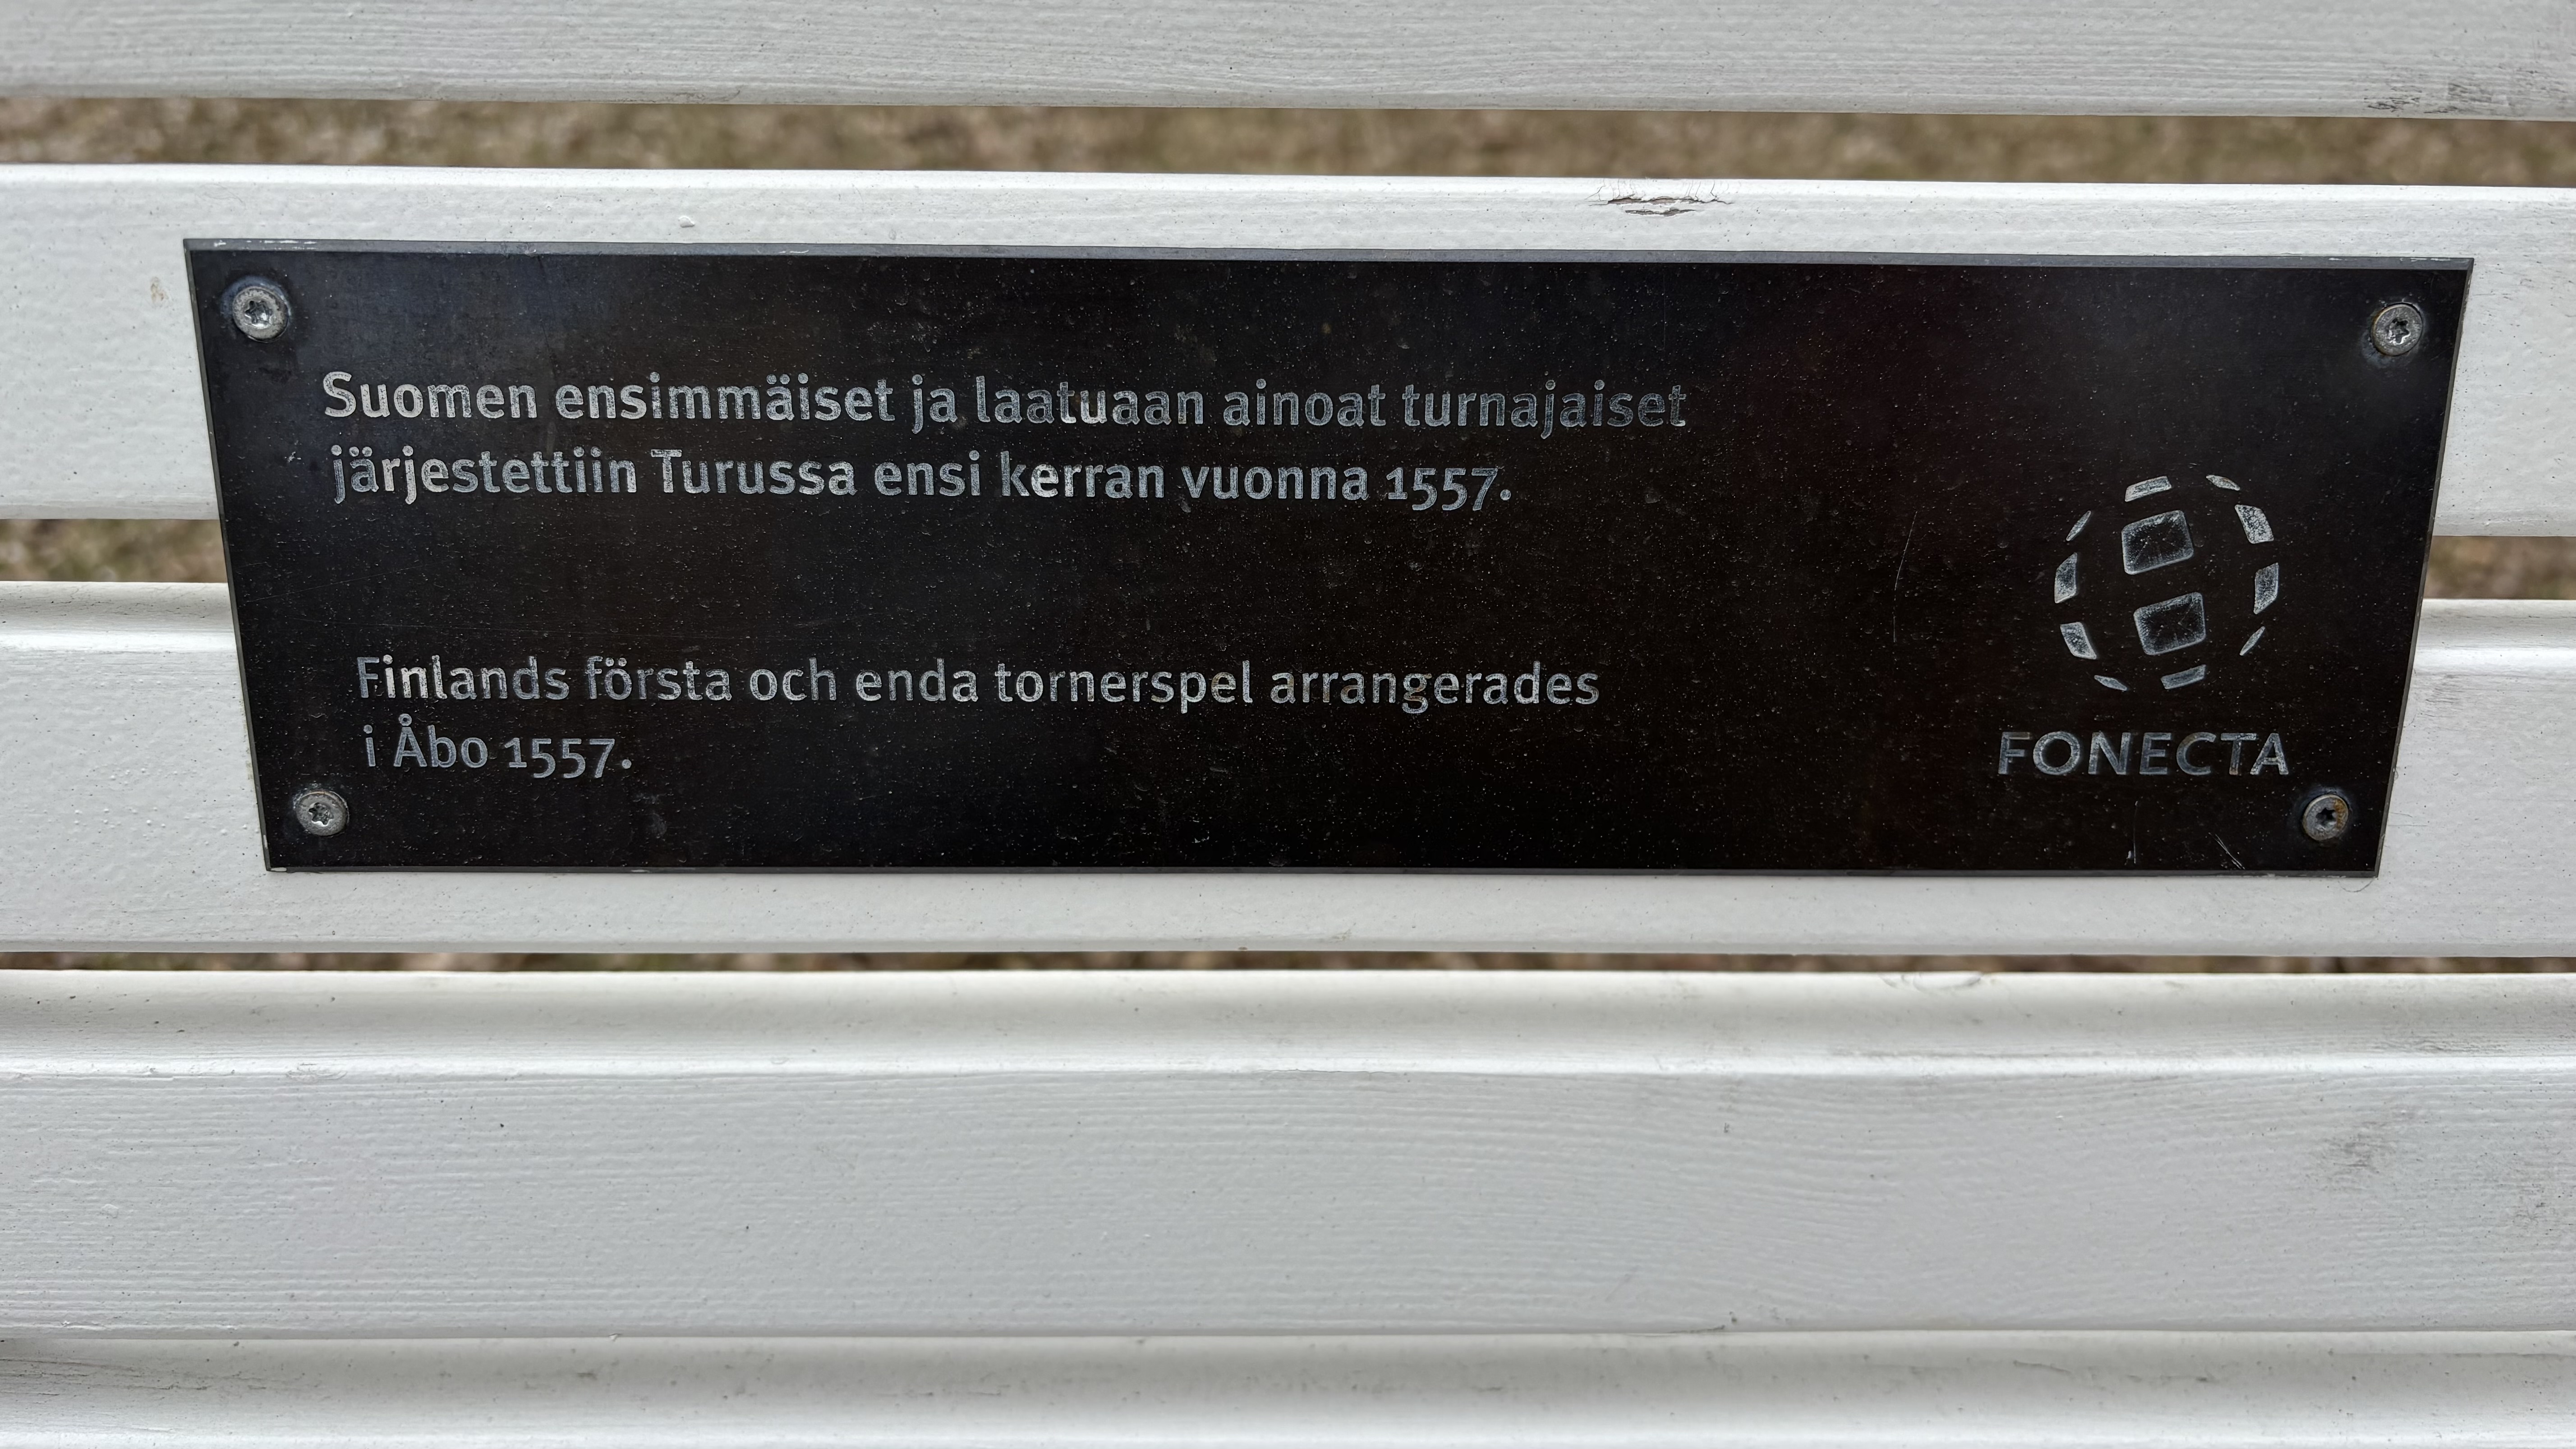 Suomen ensimmäiset ja laatuaan ainoat turnajaiset
järjestettiin Turussa ensi kerran vuonna 1557.
Finlands första och enda tornerspel arrangerades
i Åbo 1557.
FONECTA